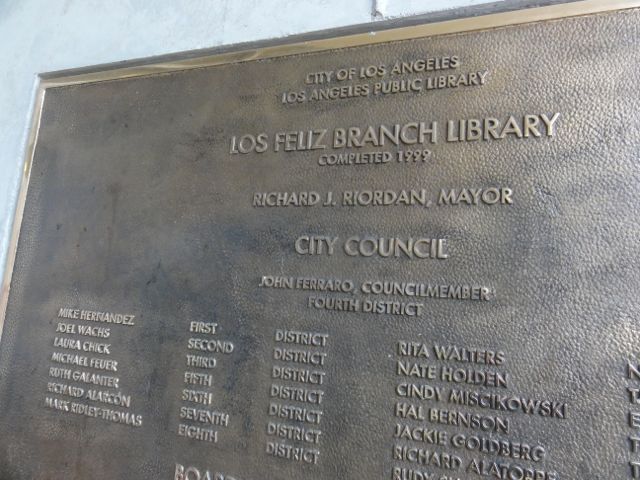 CITY OF LOS ANGELES
LOS ANGELES PUBLIC LIBRARY
LOS FELIZ BRANCH LIBRARY
COMPLETED 1999
RICHARD J. RIORDAN, MAYOR
CITY COUNCIL
JOHN FERRARO, COUNCILMEMBER
FOURTH DISTRICT
MIKE HERNANDEZ FIRST DISTRICT RITA WALTERS
JOEL WACHS SECOND DISTRICT NATE HOLDEN
LAURA CHICK THIRD DISTRICT CINDY MISCIKOWSKI
MICHAEL FEUER FIFTH DISTRICT HAL BERNSON
RUTH GALANTER SIXTH DISTRICT JACKIE GOLDBERG
RICHARD ALARCÓN SEVENTH DISTRICT RICHARD ALATORRE
MARK RIDLEY-THOMAS EIGHTH DISTRICT RUDY